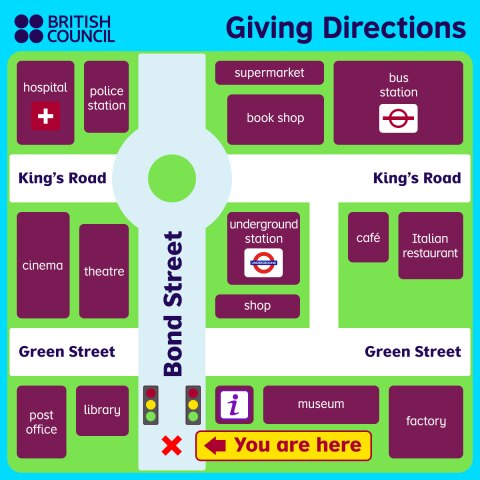 BRITISH
COUNCIL
Giving Directions
hospital
police
station
supermarket
book shop
bus
station
King's Road
King's Road
cinema
theatre
Bond Street
underground
station
UNDERGROUND
shop
café
Italian
restaurant
Green Street
Green Street
post
office
library
i
museum
factory
You are here